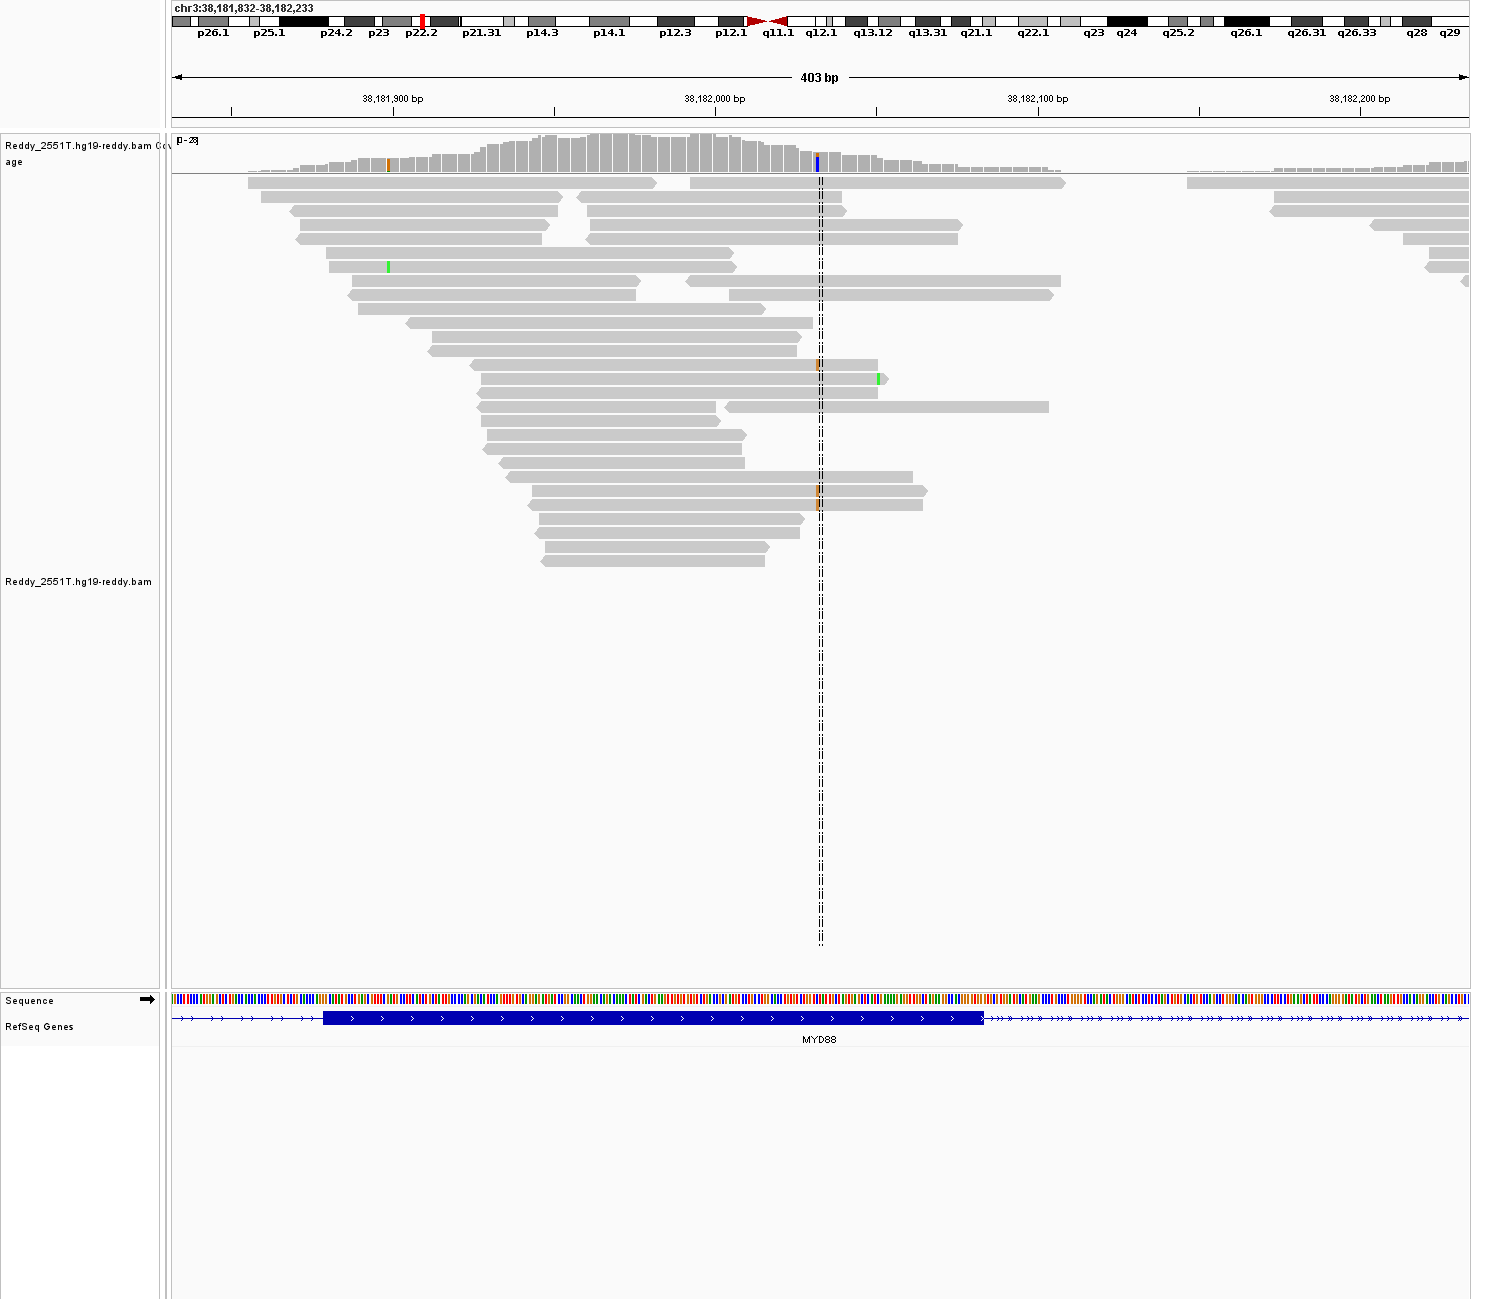 chr3:38,181,832-38,182,233
p26.1 p25.1 p24.2 p23 p22.2 p21.31 p14.3 p14.1 p12.3 p12.1 q11.1 q12.1 q13.12 q13.31 q21.1 q22.1 q23 q24 q25.2 q26.1 q26.31 q26.33 q28 q29
403 bp
38,181,900 bp 38,182,000 bp 38,182,100 bp 38,182,200 bp
Reddy_2551T.hg19-reddy.bam Cov
age
Reddy_2551T.hg19-reddy.bam
Sequence
RefSeq Genes
MYD88